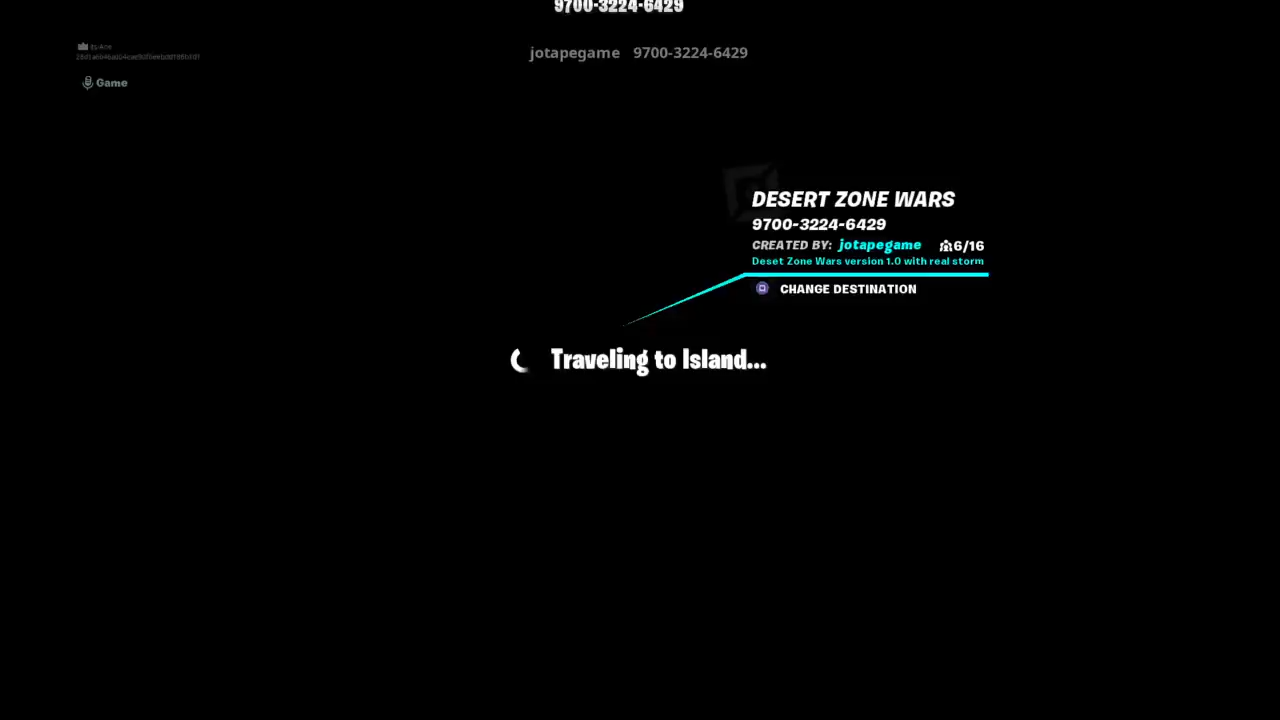 9700-3224-6429
jotapegame 9700-3224-6429
Game
DESERT ZONE WARS
9700-3224-6429
CREATED BY: jotapegame 6/16
Deset Zone Wars version 1.0 with real storm
CHANGE DESTINATION
Traveling to Island...